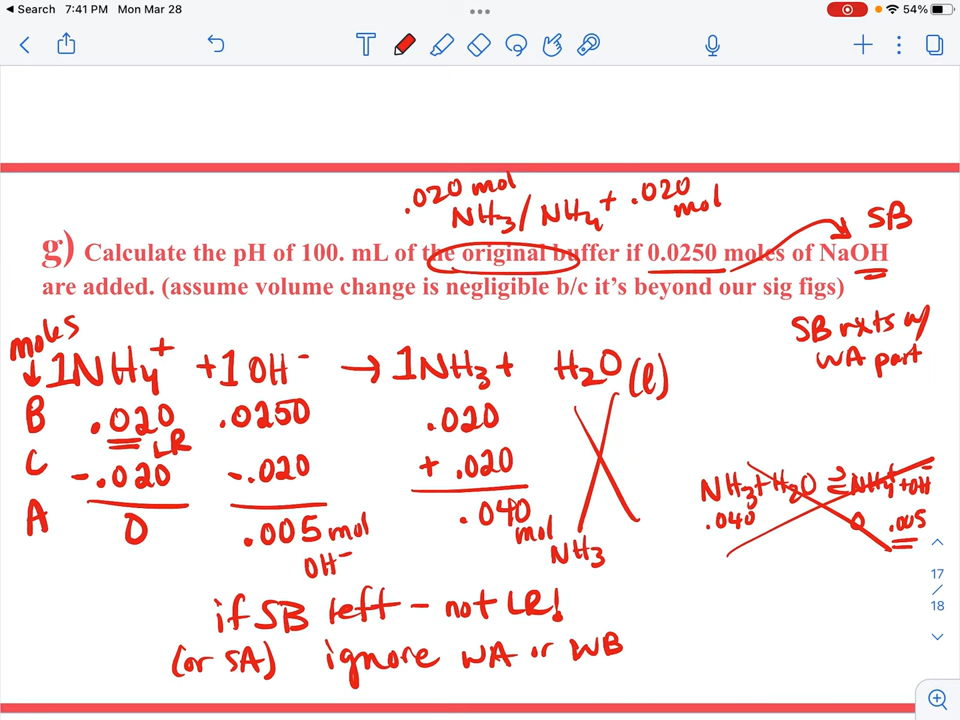 Search 7:41 PM Mon Mar 28 54%
.020 mol NH3/NH4+ .020 mol
SB
g) Calculate the pH of 100. mL of the original buffer if 0.0250 moles of NaOH
are added. (assume volume change is negligible b/c it's beyond our sig figs)
SB rxts w/
WA part
moles
↓ 1NH4+ + 1OH- → 1NH3 + H2O(l)
B .020 .0250 .020
LR
C -.020 -.020 + .020
A 0 .005 mol OH- .040 mol NH3
NH3+H2O ⇌ NH4+ + OH-
.040 0 .005
if SB left - not LR!
(or SA) ignore WA or WB
17
/
18